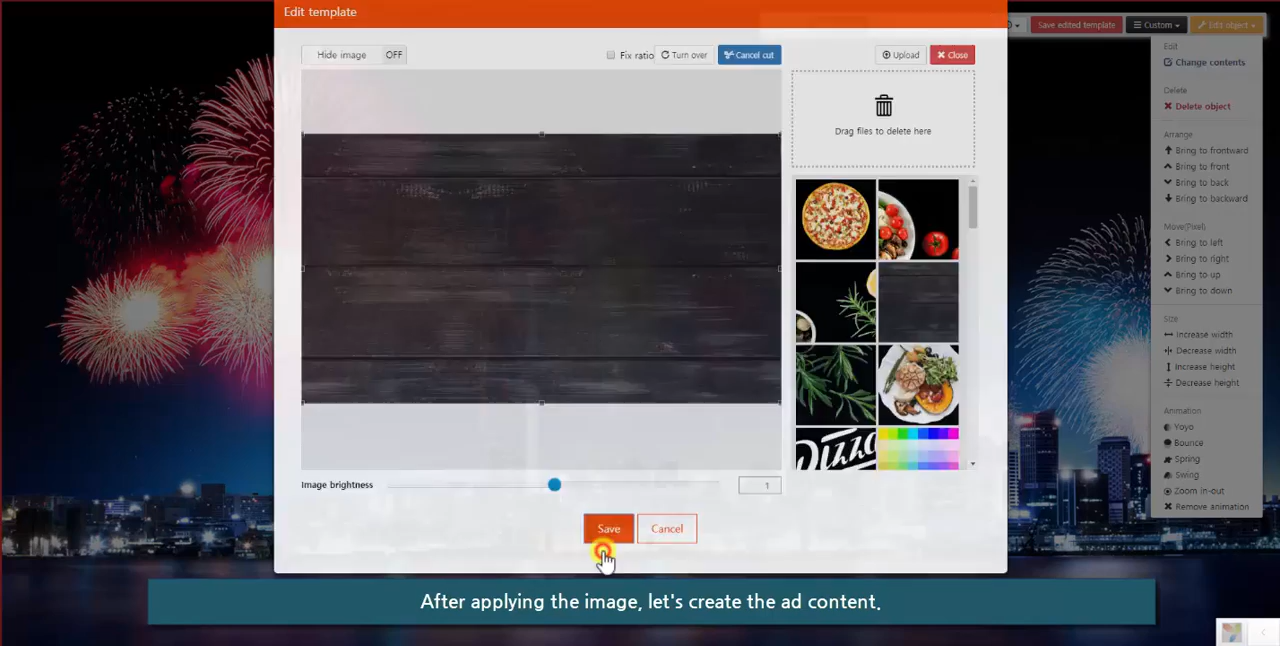 Edit template
Hide image OFF
Fix ratio Turn over Cancel cut
Upload Close
Drag files to delete here
Image brightness 1
Save Cancel
Save edited template Custom Edit object
Edit
Change contents
Delete
Delete object
Arrange
Bring to frontward
Bring to front
Bring to back
Bring to backward
Move(Pixel)
Bring to left
Bring to right
Bring to up
Bring to down
Size
Increase width
Decrease width
Increase height
Decrease height
Animation
Yoyo
Bounce
Spring
Swing
Zoom in-out
Remove animation
After applying the image, let's create the ad content.